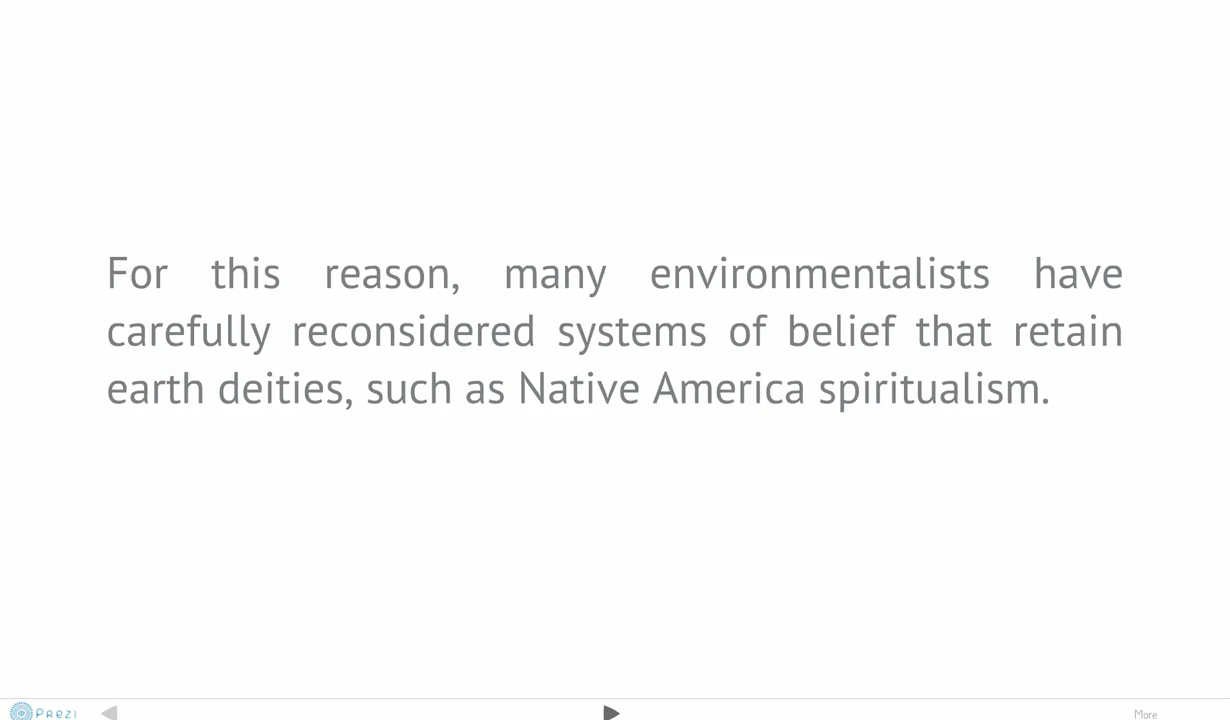 For this reason, many environmentalists have
carefully reconsidered systems of belief that retain
earth deities, such as Native America spiritualism.
PREZI
More